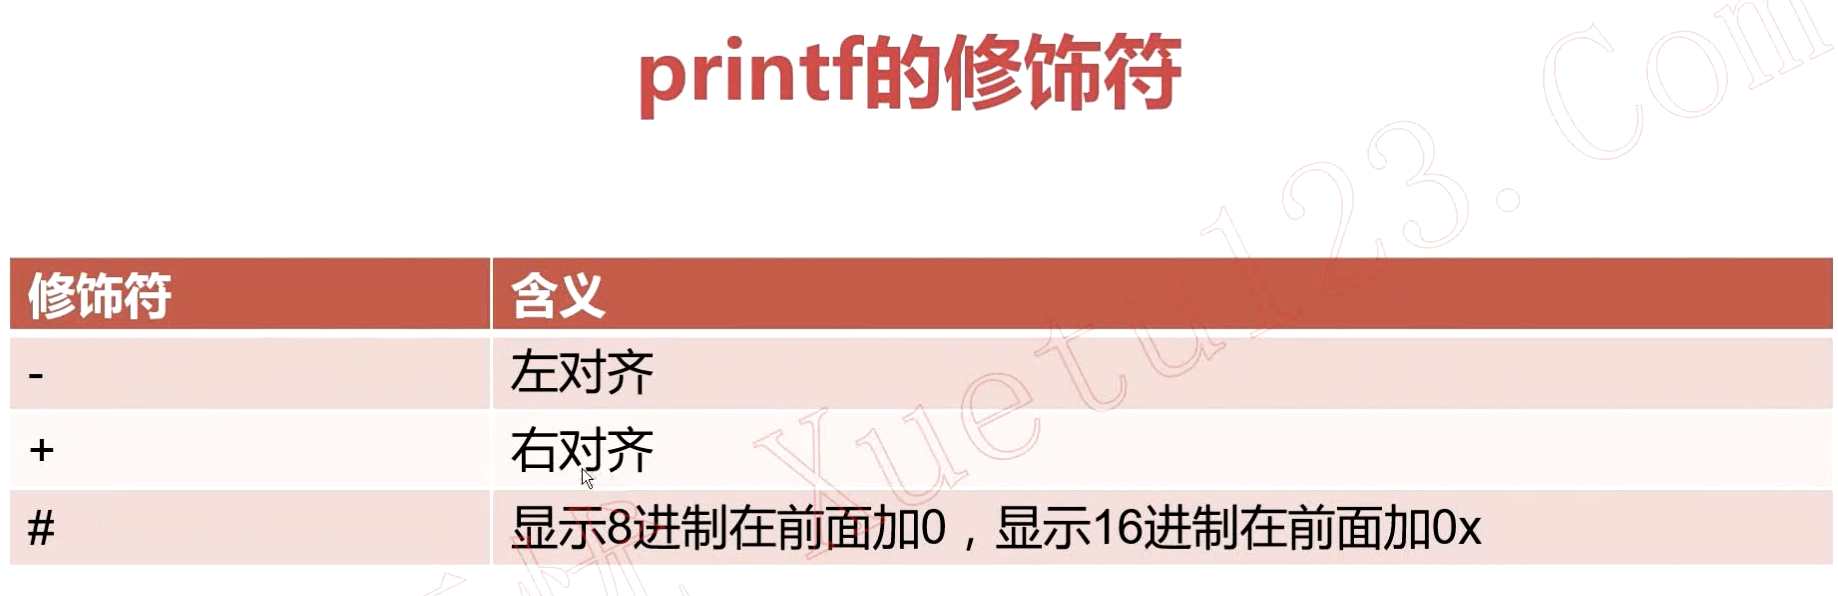 printf的修饰符
修饰符 含义
- 左对齐
+ 右对齐
# 显示8进制在前面加0，显示16进制在前面加0x
Xuetu123.Com